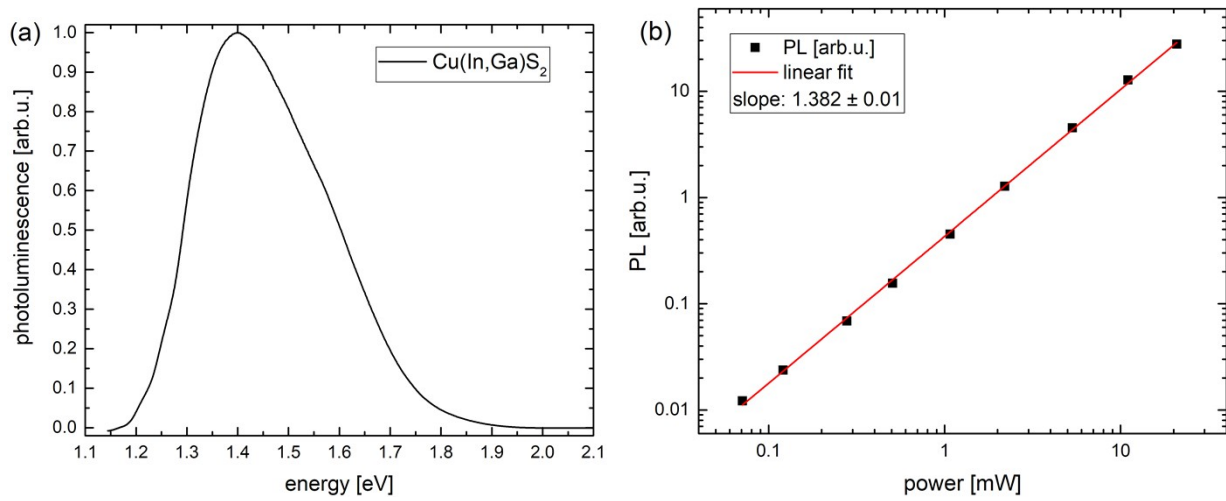 (a)
Cu(In,Ga)S₂
photoluminescence [arb.u.]
1.0
0.9
0.8
0.7
0.6
0.5
0.4
0.3
0.2
0.1
0.0
1.1 1.2 1.3 1.4 1.5 1.6 1.7 1.8 1.9 2.0 2.1
energy [eV]
(b)
PL [arb.u.]
linear fit
slope: 1.382 ± 0.01
PL [arb.u.]
10
1
0.1
0.01
0.1 1 10
power [mW]